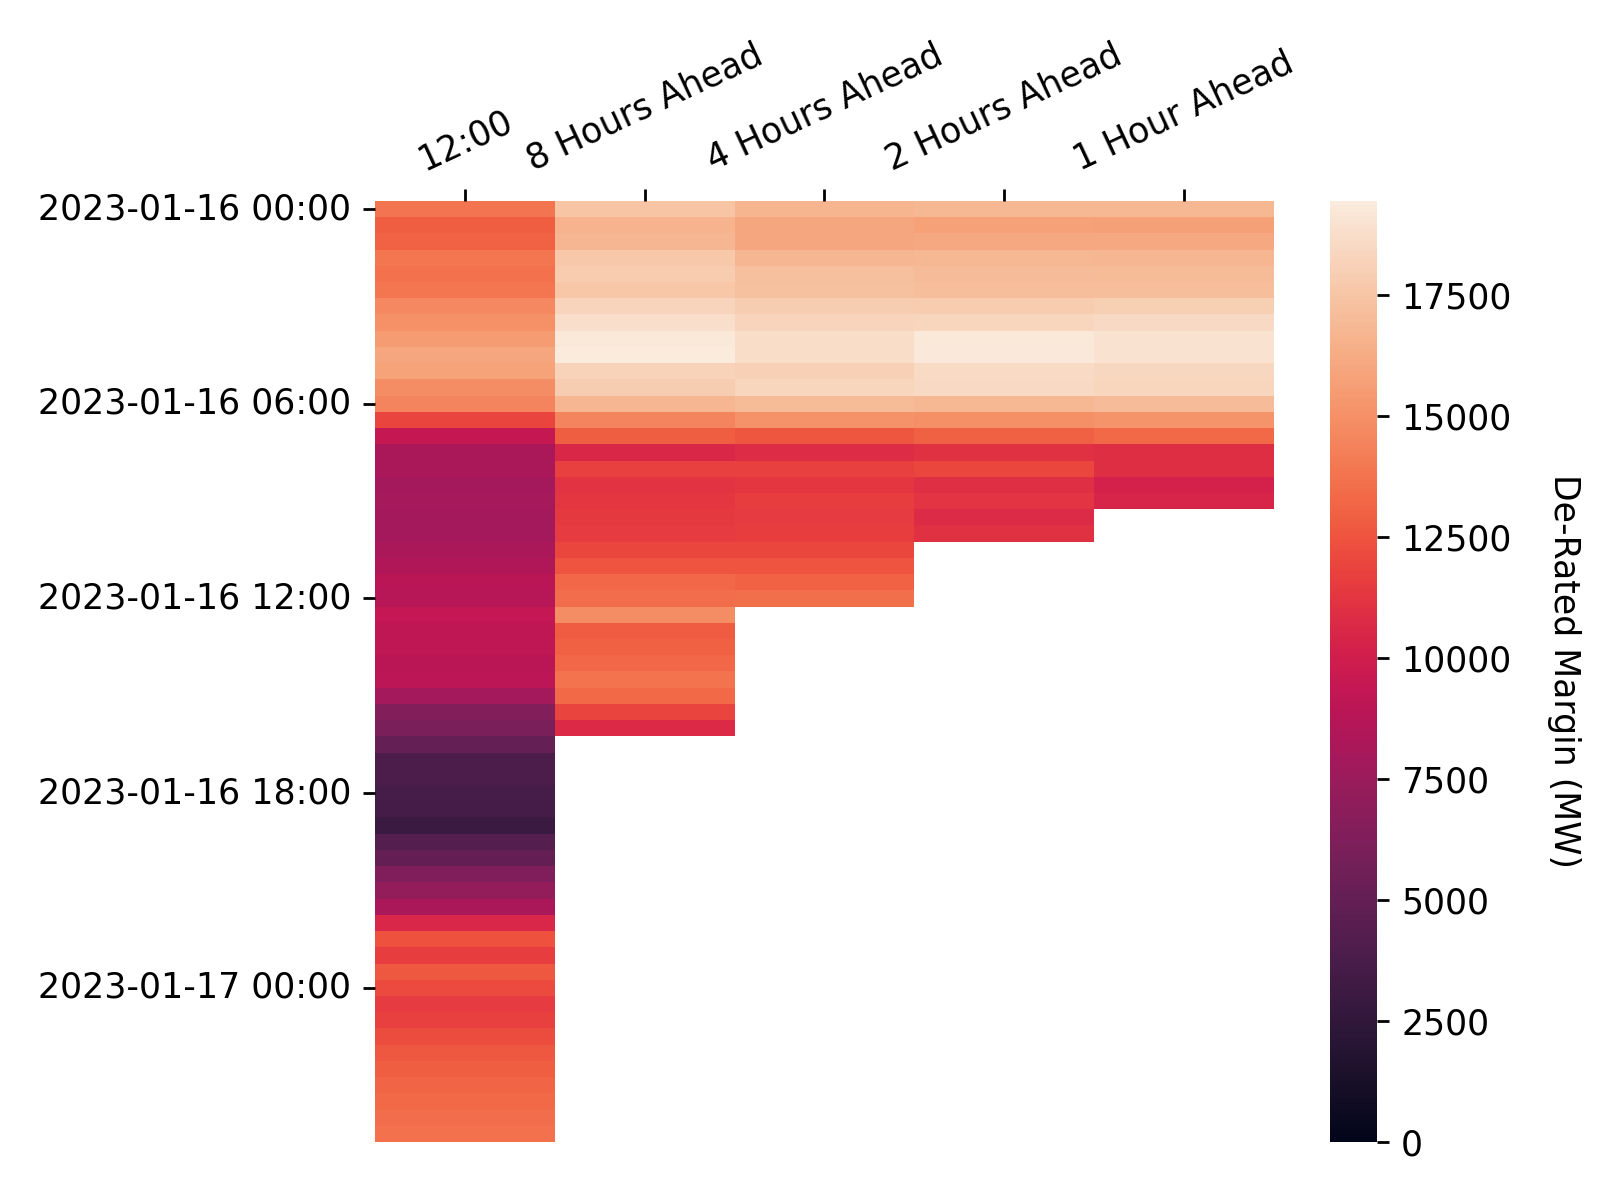 12:00
8 Hours Ahead
4 Hours Ahead
2 Hours Ahead
1 Hour Ahead
2023-01-16 00:00
2023-01-16 06:00
2023-01-16 12:00
2023-01-16 18:00
2023-01-17 00:00
17500
15000
12500
10000
7500
5000
2500
0
De-Rated Margin (MW)